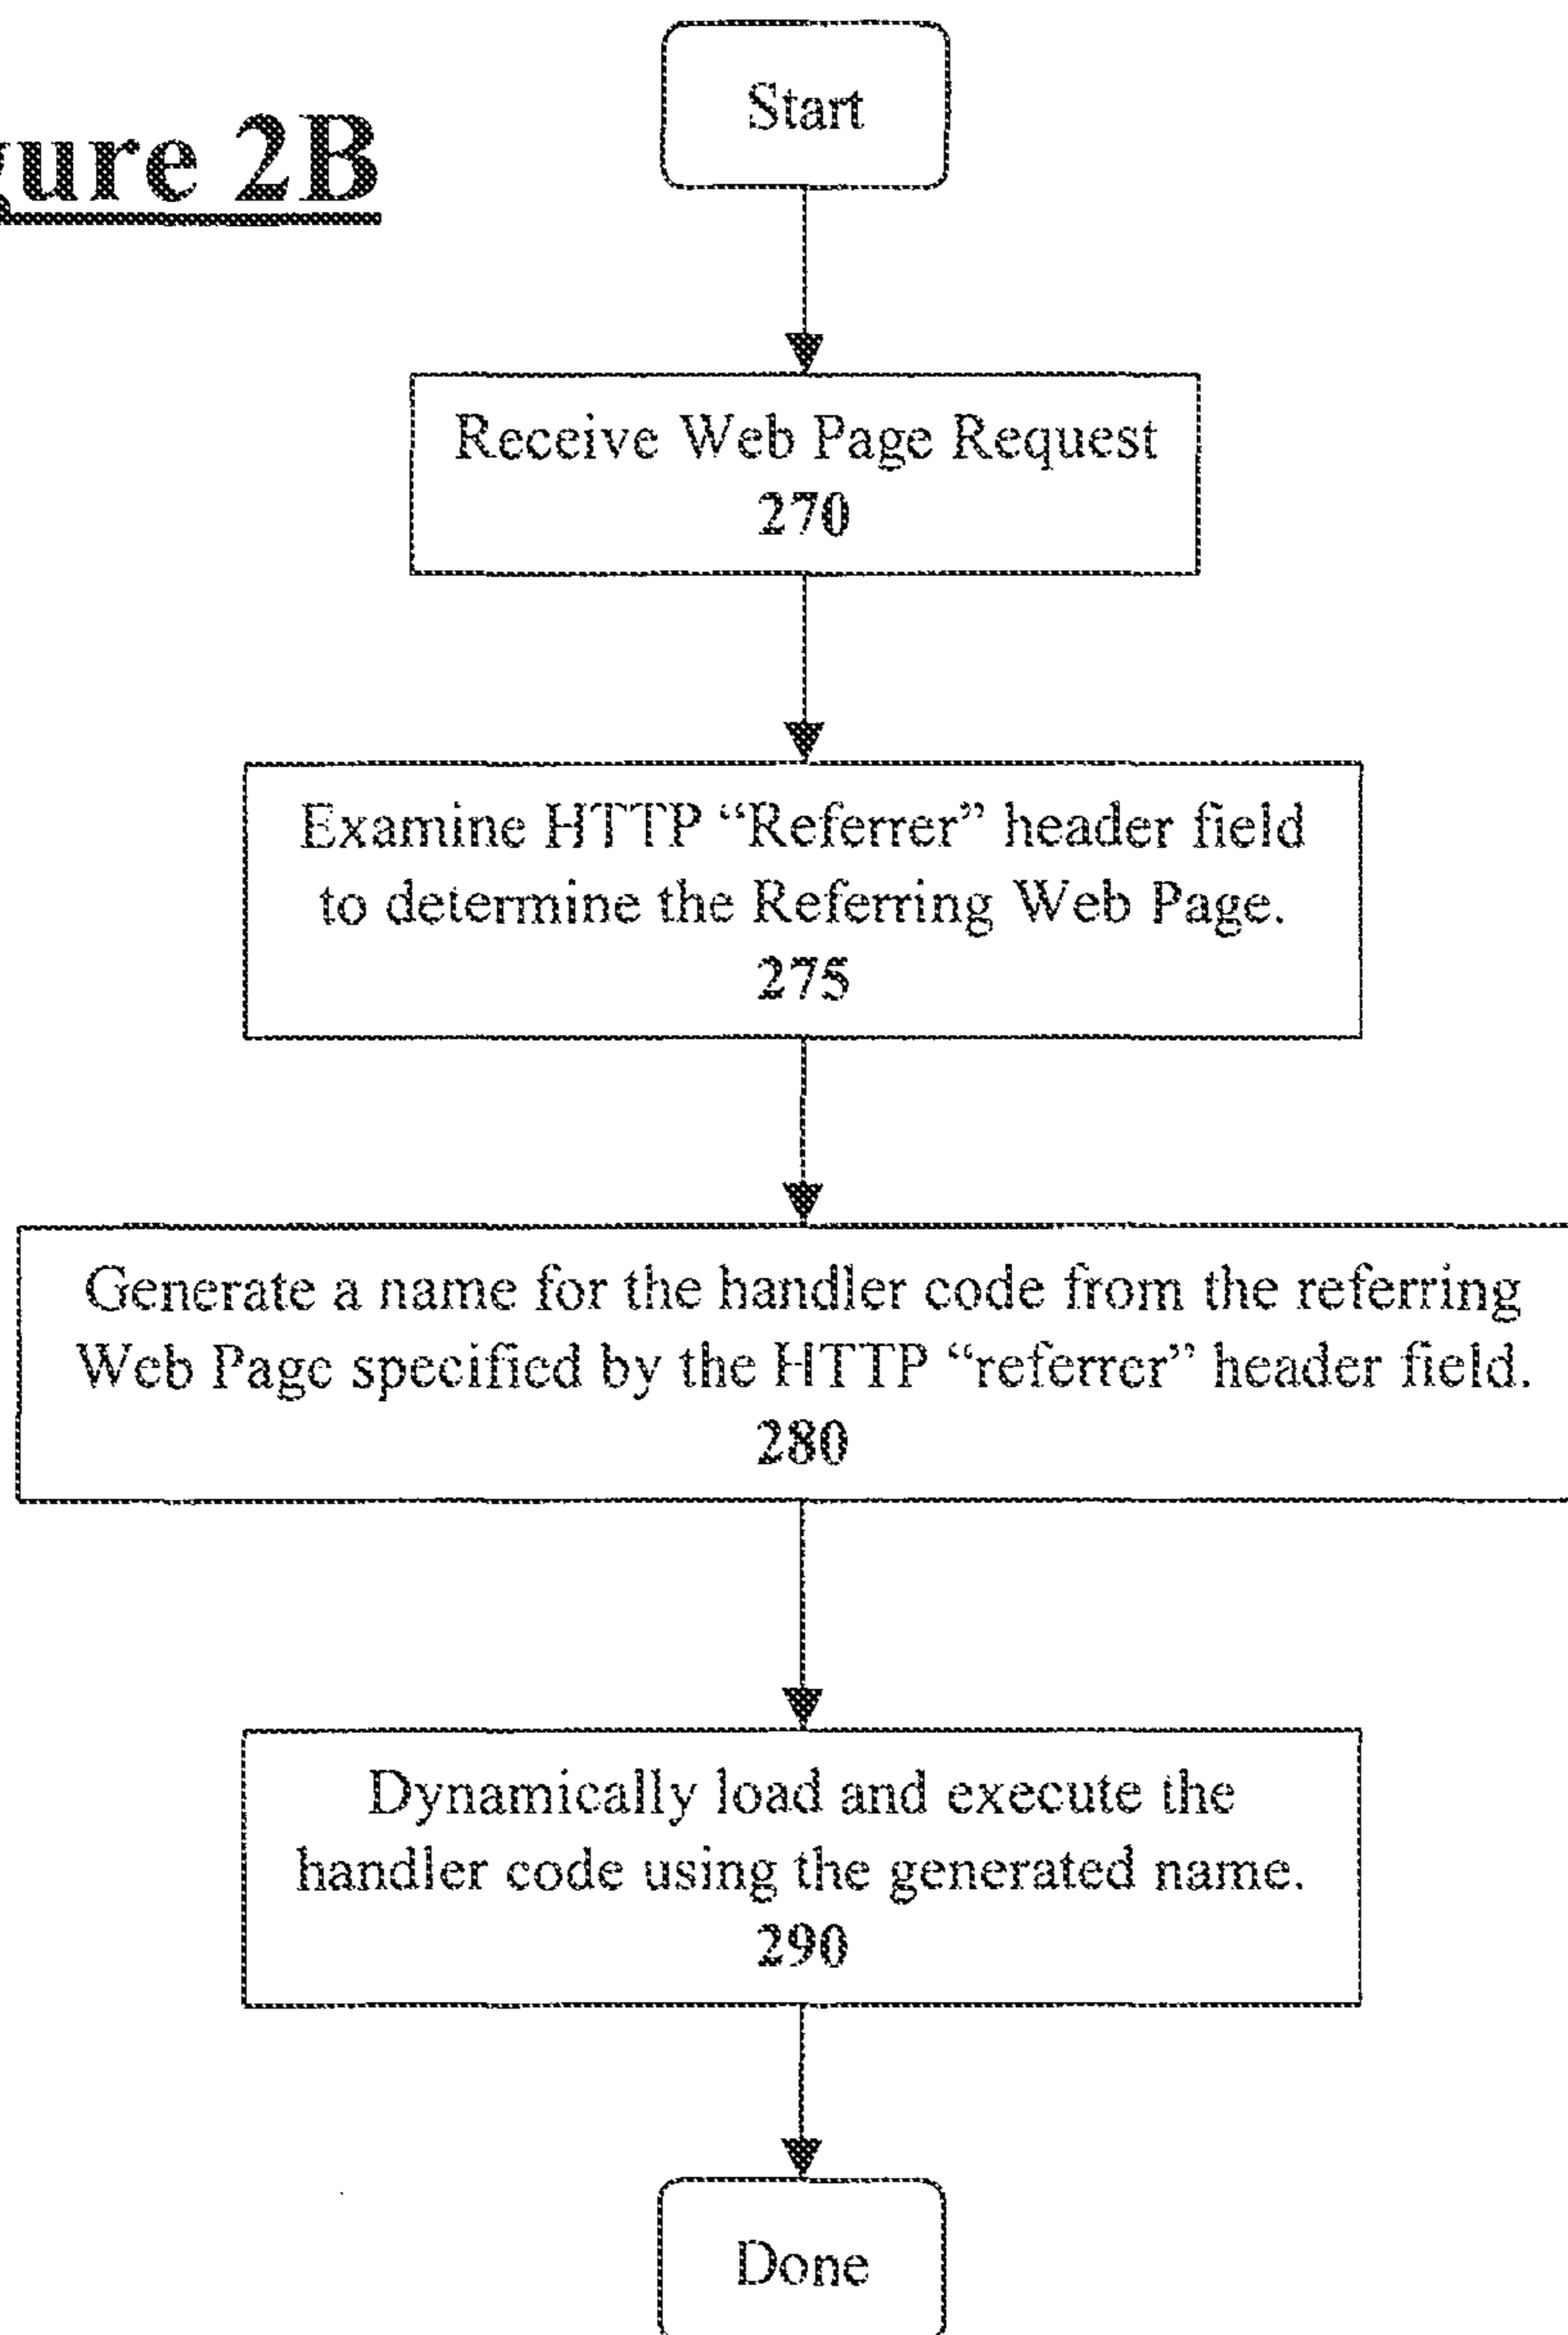 Start
gure 2B
Receive Web Page Request
270
Examine HTTP “Referrer” header field
to determine the Referring Web Page.
275
Generate a name for the handler code from the referring
Web Page specified by the HTTP “referrer” header field.
280
Dynamically load and execute the
handler code using the generated name.
290
Done